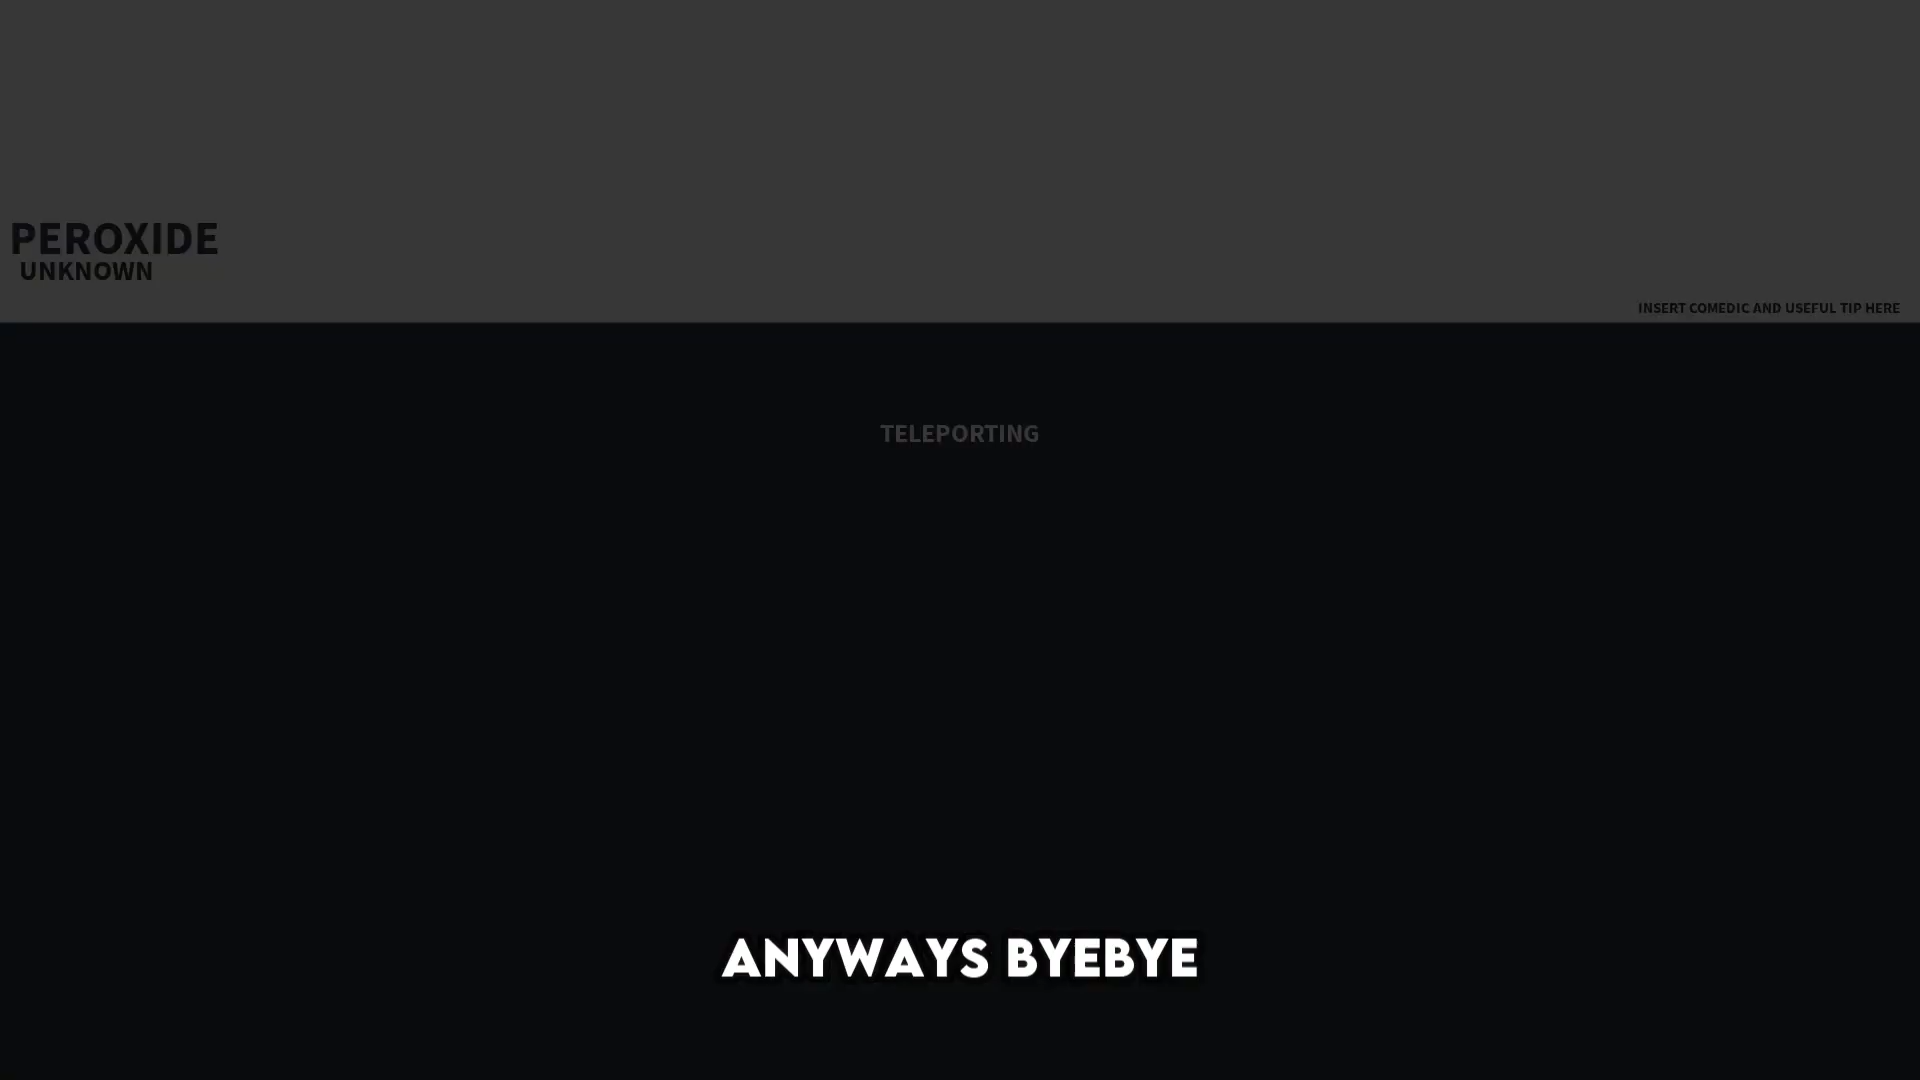 PEROXIDE
UNKNOWN
INSERT COMEDIC AND USEFUL TIP HERE
TELEPORTING
ANYWAYS BYEBYE